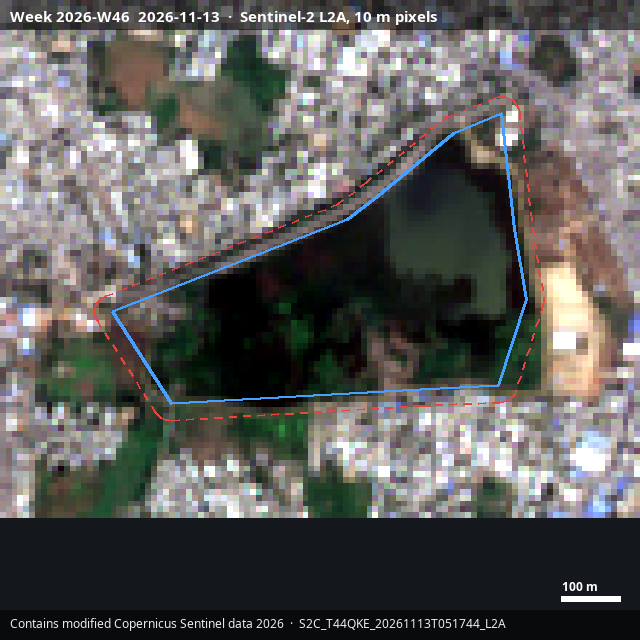 Week 2026-W46  2026-11-13  ·  Sentinel-2 L2A, 10 m pixels
100 m
Contains modified Copernicus Sentinel data 2026  ·  S2C_T44QKE_20261113T051744_L2A